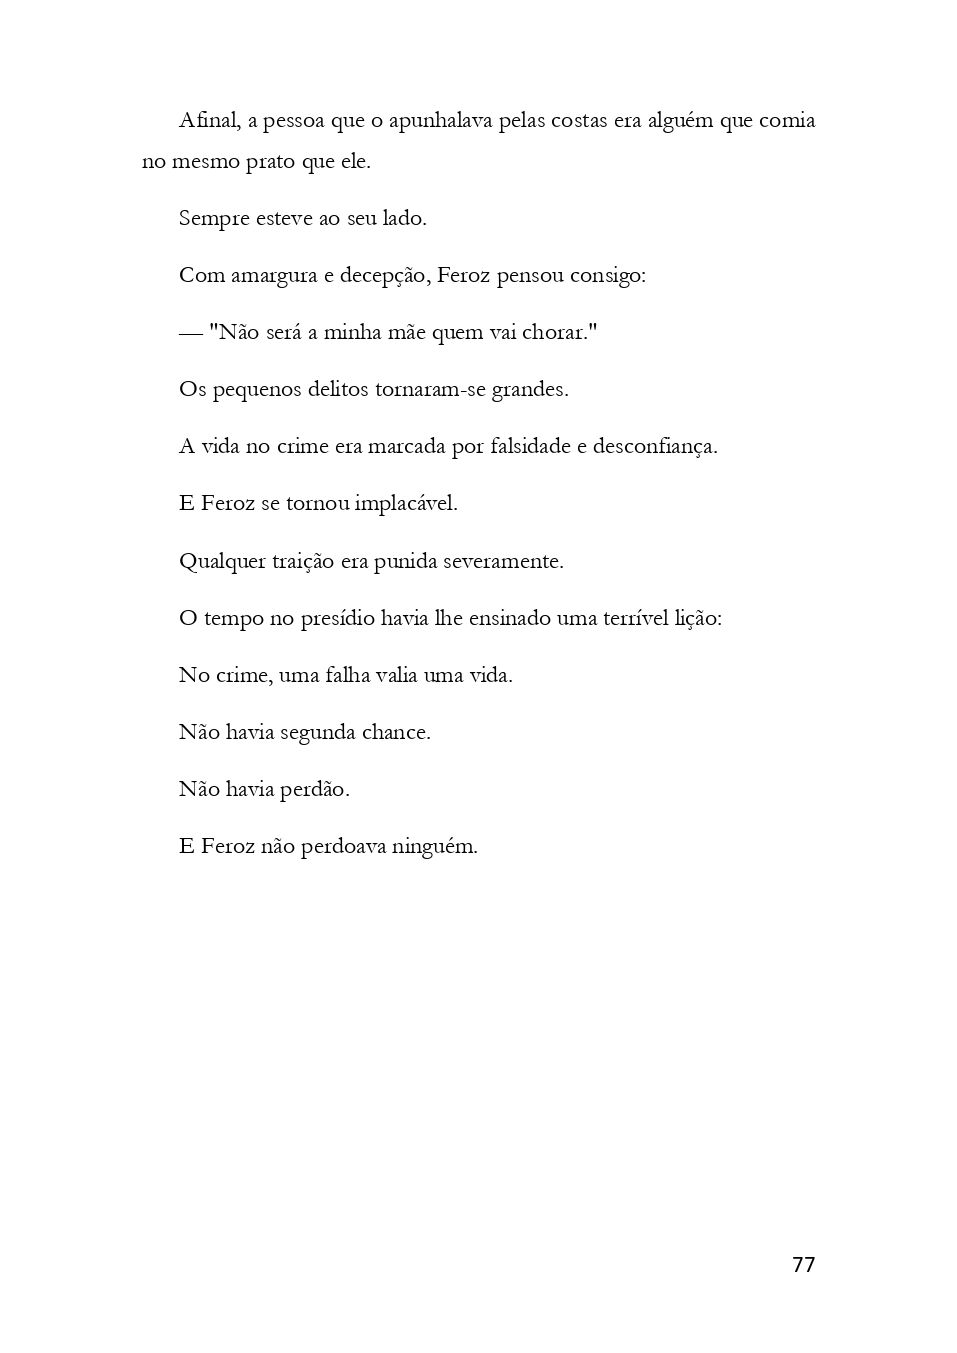 Afinal, a pessoa que o apunhalava pelas costas era alguém que comia
no mesmo prato que ele.
Sempre esteve ao seu lado.
Com amargura e decepção, Feroz pensou consigo:
— "Não será a minha mãe quem vai chorar."
Os pequenos delitos tornaram-se grandes.
A vida no crime era marcada por falsidade e desconfiança.
E Feroz se tornou implacável.
Qualquer traição era punida severamente.
O tempo no presídio havia lhe ensinado uma terrível lição:
No crime, uma falha valia uma vida.
Não havia segunda chance.
Não havia perdão.
E Feroz não perdoava ninguém.
77